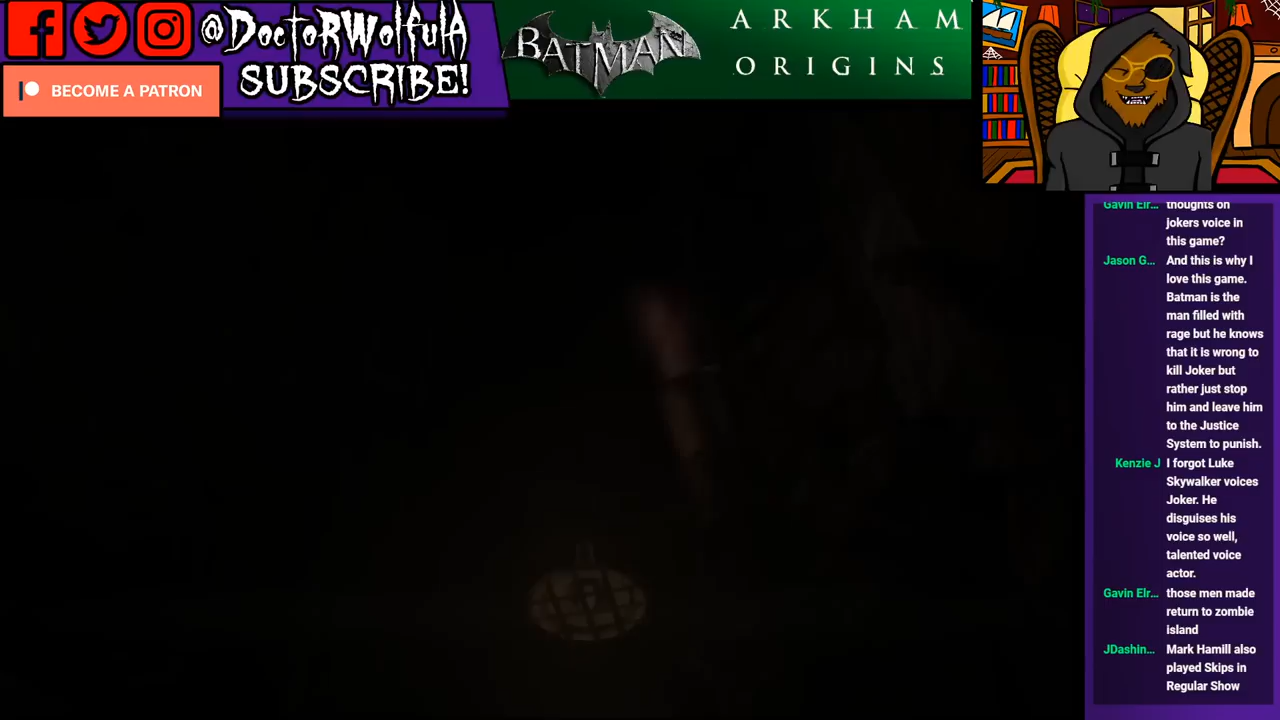 @DoctoRWolfulA
SUBSCRIBE!
BECOME A PATRON
BATMAN
ARKHAM
ORIGINS
Gavin Elr... thoughts on
jokers voice in
this game?
Jason G... And this is why I
love this game.
Batman is the
man filled with
rage but he knows
that it is wrong to
kill Joker but
rather just stop
him and leave him
to the Justice
System to punish.
Kenzie J I forgot Luke
Skywalker voices
Joker. He
disguises his
voice so well,
talented voice
actor.
Gavin Elr... those men made
return to zombie
island
JDashin... Mark Hamill also
played Skips in
Regular Show